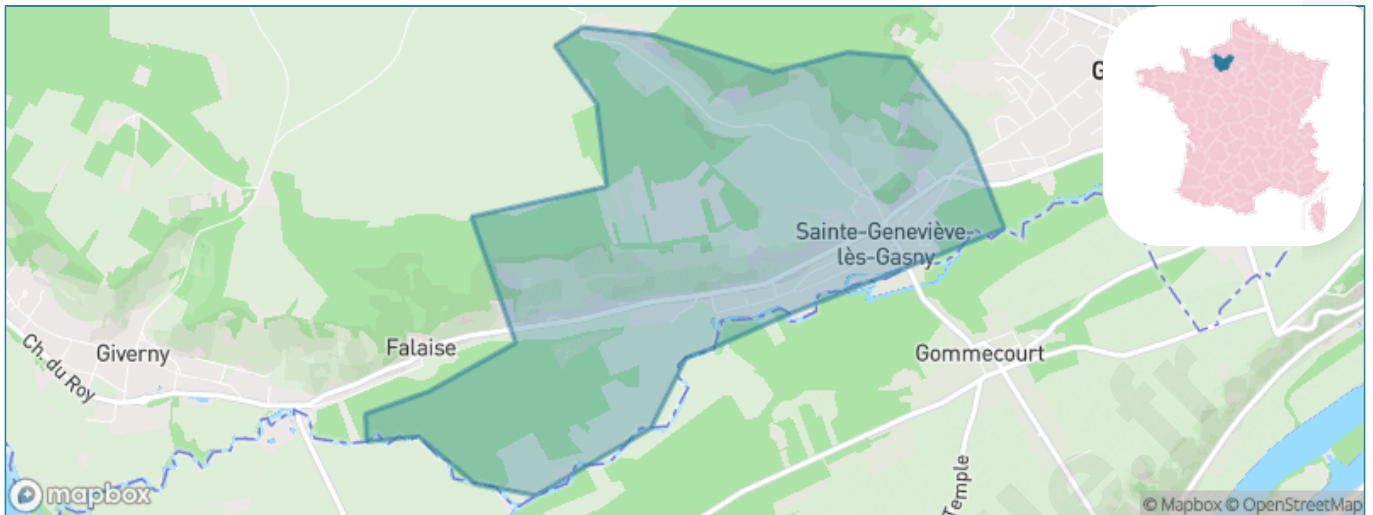 G
Sainte-Geneviève-
lès-Gasny
Falaise
Giverny
Ch. du Roy
Gommecourt
Temple
mapbox
© Mapbox © OpenStreetMap